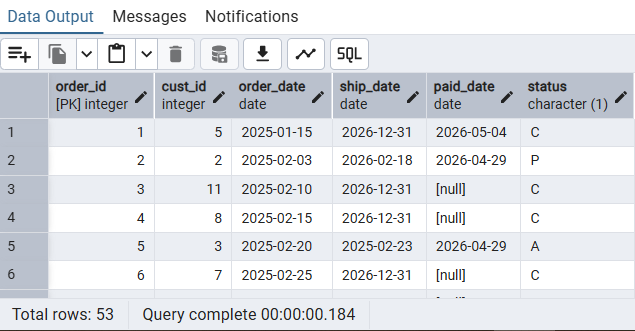 Data Output Messages Notifications
SQL
order_id cust_id order_date ship_date paid_date status
[PK] integer integer date date date character (1)
1 1 5 2025-01-15 2026-12-31 2026-05-04 C
2 2 2 2025-02-03 2026-02-18 2026-04-29 P
3 3 11 2025-02-10 2026-12-31 [null] C
4 4 8 2025-02-15 2026-12-31 [null] C
5 5 3 2025-02-20 2025-02-23 2026-04-29 A
6 6 7 2025-02-25 2026-12-31 [null] C
Total rows: 53 Query complete 00:00:00.184